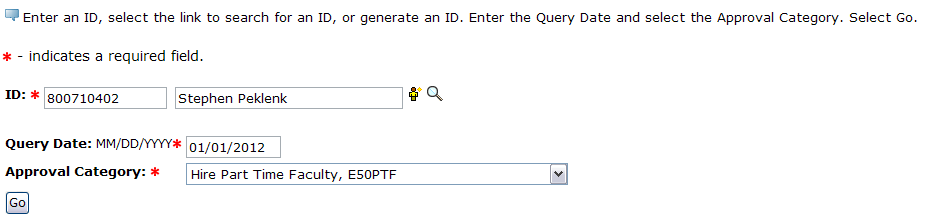 Enter an ID, select the link to search for an ID, or generate an ID. Enter the Query Date and select the Approval Category. Select Go.
* - indicates a required field.
ID: * 800710402 Stephen Peklenk
Query Date: MM/DD/YYYY* 01/01/2012
Approval Category: * Hire Part Time Faculty, E50PTF
Go